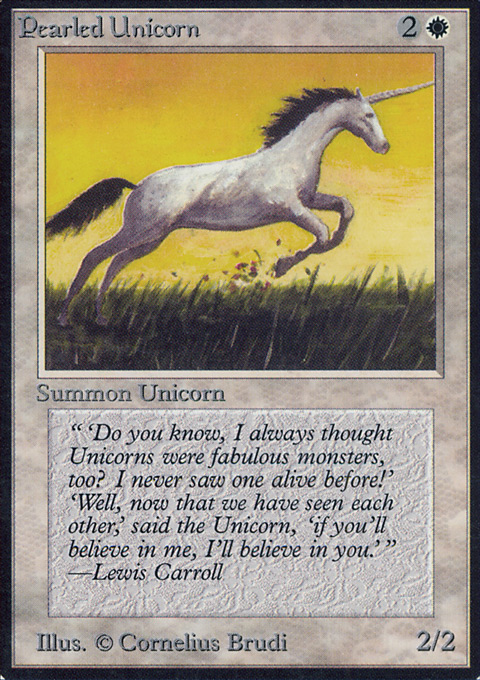 Pearled Unicorn 2
Summon Unicorn
“ ‘Do you know, I always thought
Unicorns were fabulous monsters,
too? I never saw one alive before!’
‘Well, now that we have seen each
other,’ said the Unicorn, ‘if you’ll
believe in me, I’ll believe in you.’ ”
—Lewis Carroll
Illus. © Cornelius Brudi 2/2